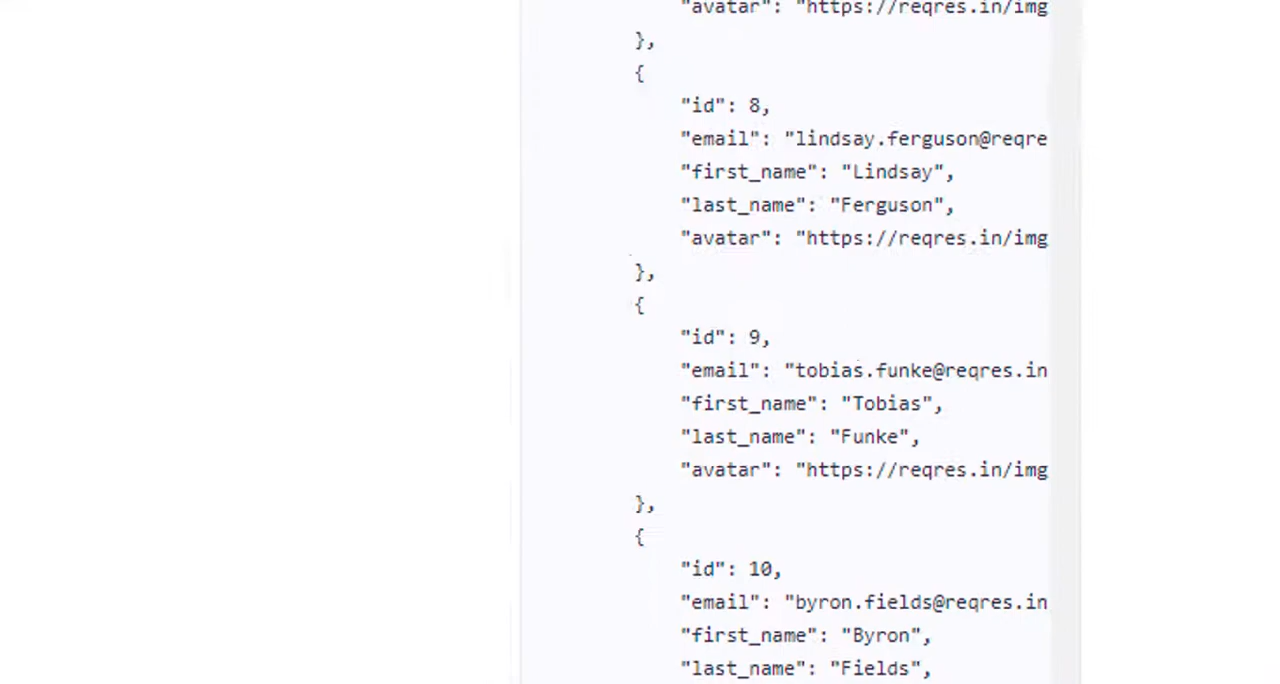 "avatar": "https://reqres.in/img
},
{
"id": 8,
"email": "lindsay.ferguson@reqre
"first_name": "Lindsay",
"last_name": "Ferguson",
"avatar": "https://reqres.in/img
},
{
"id": 9,
"email": "tobias.funke@reqres.in
"first_name": "Tobias",
"last_name": "Funke",
"avatar": "https://reqres.in/img
},
{
"id": 10,
"email": "byron.fields@reqres.in
"first_name": "Byron",
"last_name": "Fields",